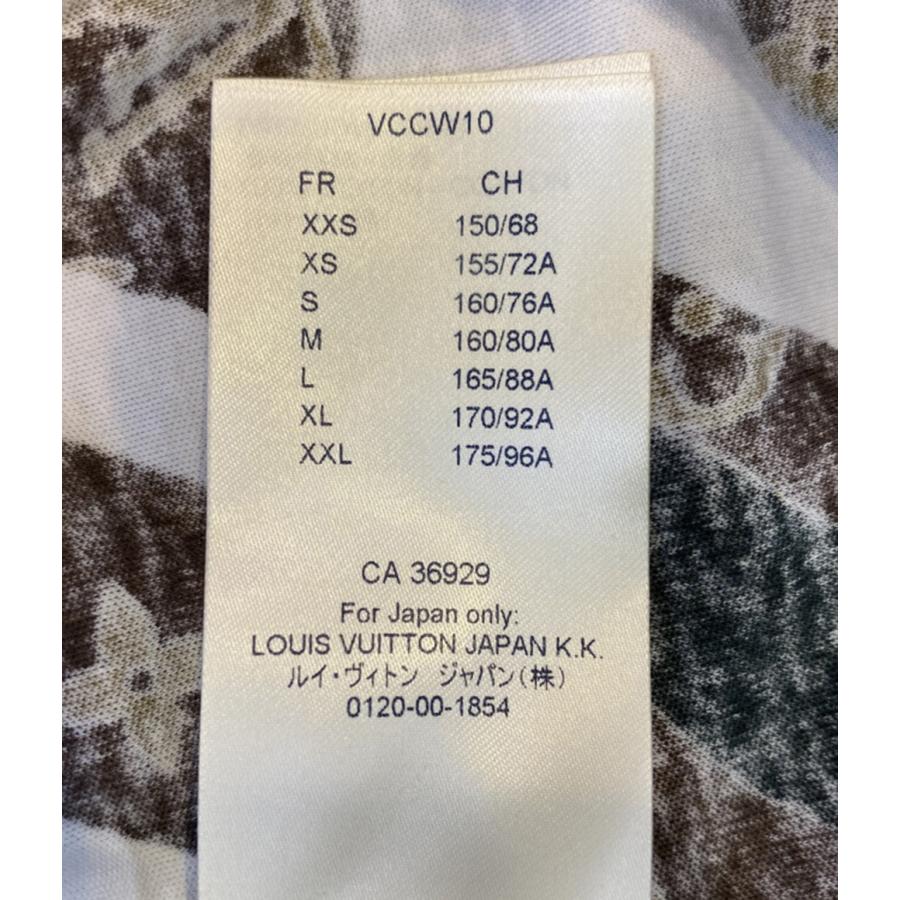 VCCW10
FR CH
XXS 150/68
XS 155/72A
S 160/76A
M 160/80A
L 165/88A
XL 170/92A
XXL 175/96A
CA 36929
For Japan only:
LOUIS VUITTON JAPAN K.K.
ルイ・ヴィトン ジャパン(株)
0120-00-1854